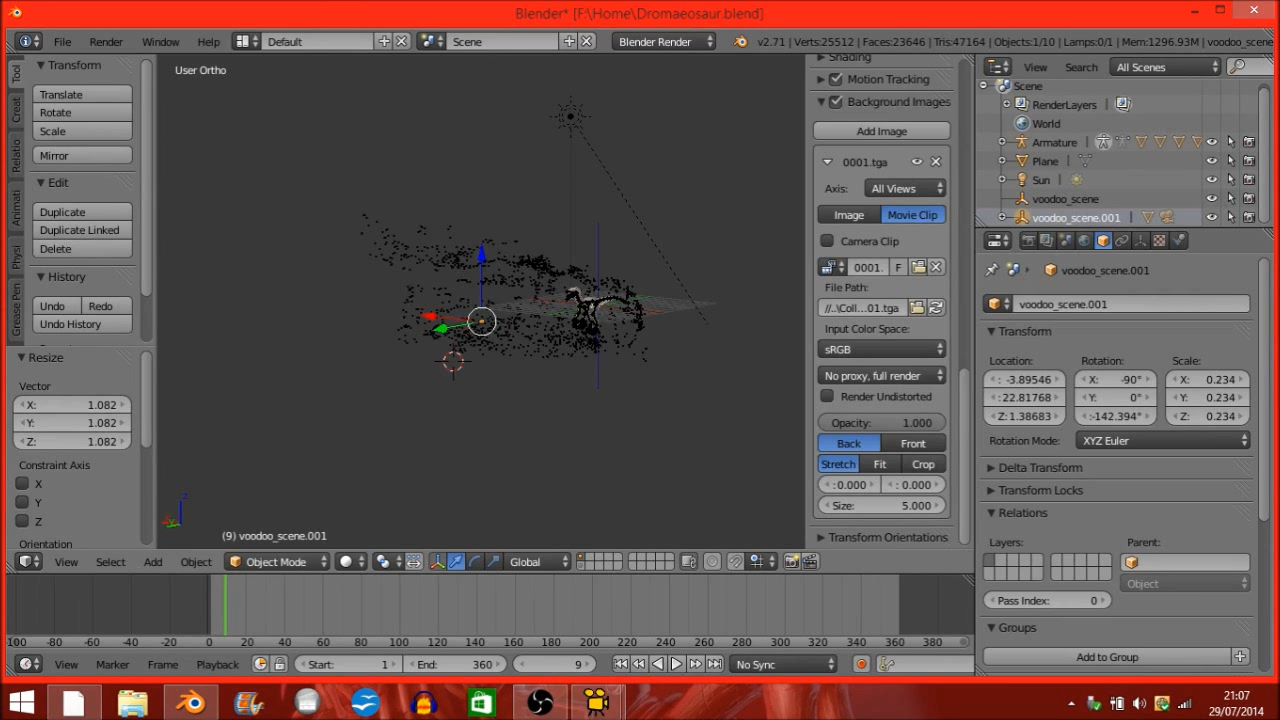 Blender* [F:\Home\Dromaeosaur.blend]
File Render Window Help Default Scene Blender Render v2.71 | Verts:25512 | Faces:23646 | Tris:47164 | Objects:1/10 | Lamps:0/1 | Mem:1296.93M | voodoo_scene
Transform
Translate
Rotate
Scale
Mirror
Edit
Duplicate
Duplicate Linked
Delete
History
Undo Redo
Undo History
Tool
Creat
Relatio
Animati
Physi
Grease Pen
Resize
Vector
X: 1.082
Y: 1.082
Z: 1.082
Constraint Axis
X
Y
Z
Orientation
User Ortho
(9) voodoo_scene.001
Shading
Motion Tracking
Background Images
Add Image
0001.tga
Axis: All Views
Image Movie Clip
Camera Clip
0001. F
File Path:
//..\Coll...01.tga
Input Color Space:
sRGB
No proxy, full render
Render Undistorted
Opacity: 1.000
Back Front
Stretch Fit Crop
:0.000 : 0.000
Size: 5.000
Transform Orientations
View Select Add Object Object Mode Global
-100 -80 -60 -40 -20 0 20 40 60 80 100 120 140 160 180 200 220 240 260 280 300 320 340 360 380
View Marker Frame Playback Start: 1 End: 360 9 No Sync
View Search All Scenes
Scene
RenderLayers
World
Armature
Plane
Sun
voodoo_scene
voodoo_scene.001
voodoo_scene.001
voodoo_scene.001
Transform
Location: Rotation: Scale:
: -3.89546 X: -90° X: 0.234
:22.81768 Y: 0° Y: 0.234
Z: 1.38683 :-142.394° Z: 0.234
Rotation Mode: XYZ Euler
Delta Transform
Transform Locks
Relations
Layers: Parent:
Object
Pass Index: 0
Groups
Add to Group
21:07
29/07/2014